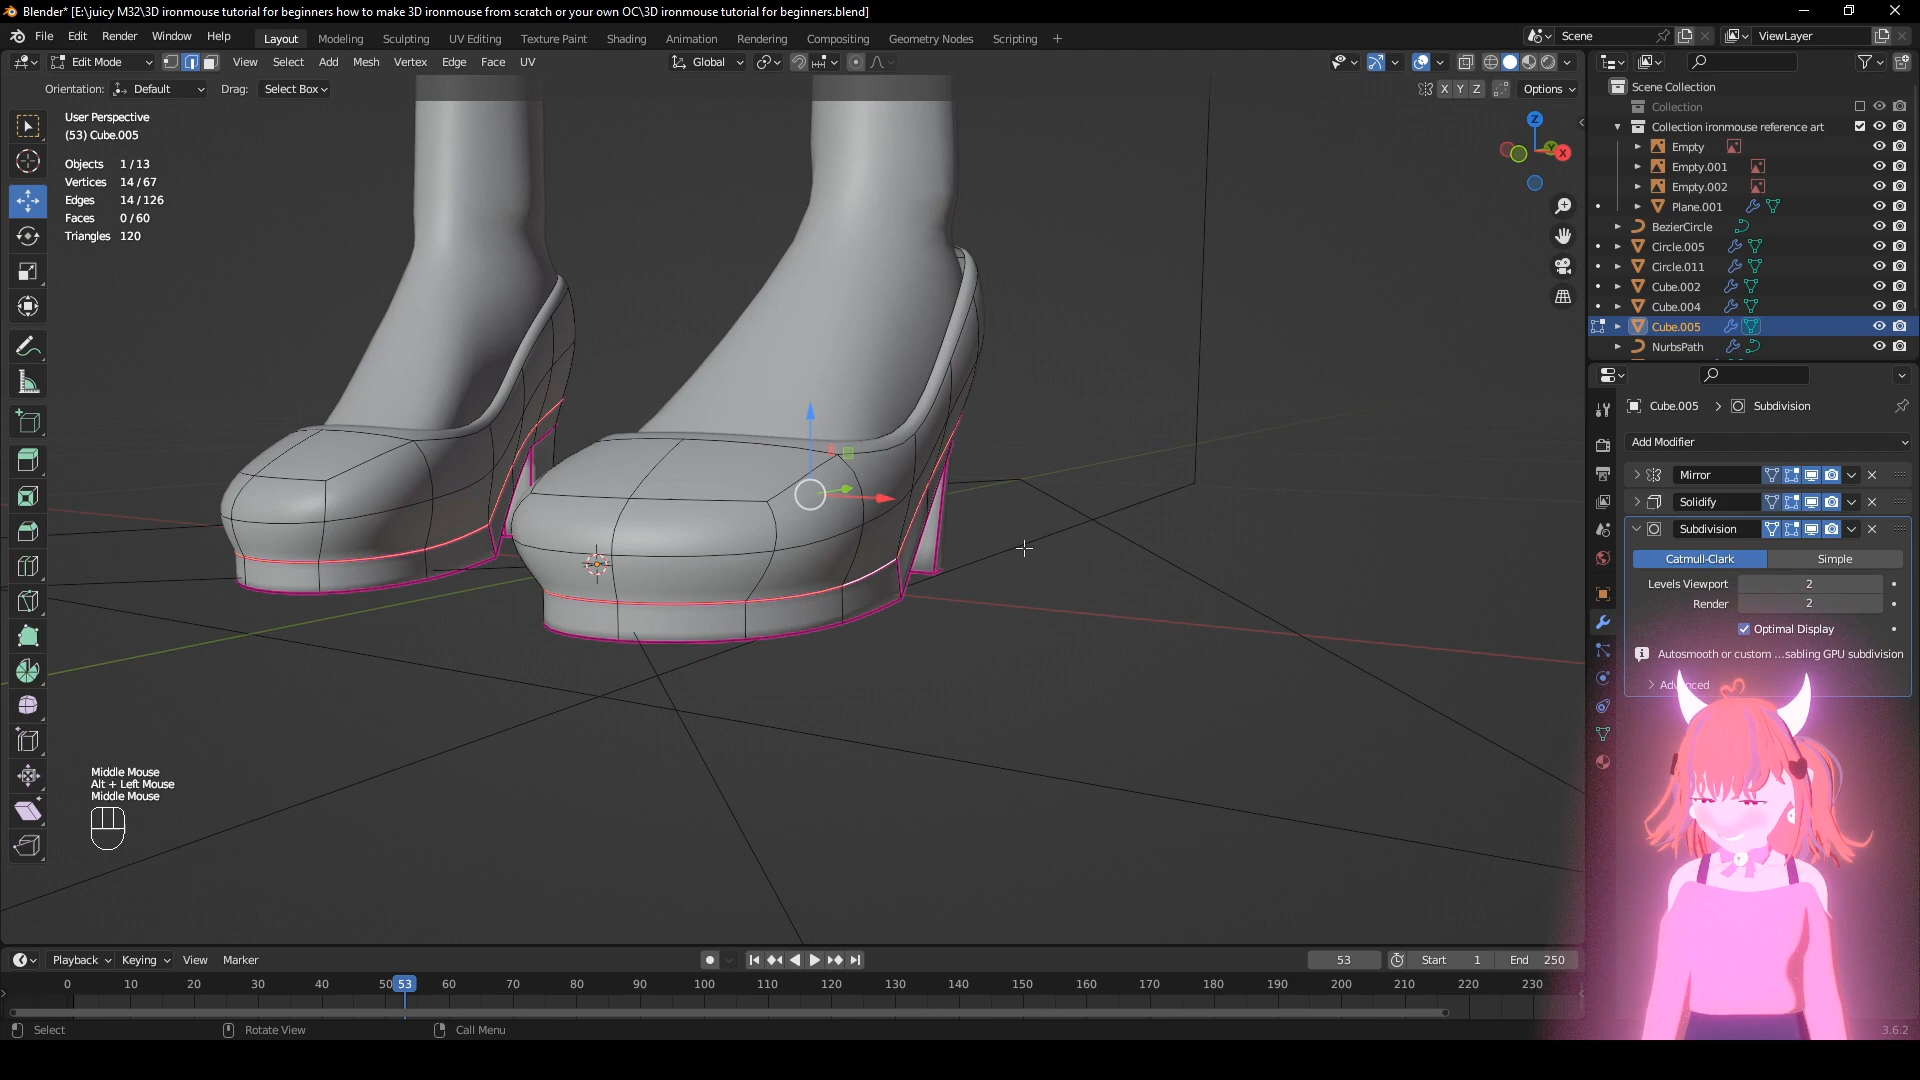 Blender* [E:\juicy M32\3D ironmouse tutorial for beginners how to make 3D ironmouse from scratch or your own OC\3D ironmouse tutorial for beginners.blend]
File Edit Render Window Help Layout Modeling Sculpting UV Editing Texture Paint Shading Animation Rendering Compositing Geometry Nodes Scripting + Scene ViewLayer
Edit Mode View Select Add Mesh Vertex Edge Face UV Global
Orientation: Default Drag: Select Box X Y Z Options
Scene Collection
Collection
Collection ironmouse reference art
Empty
Empty.001
Empty.002
Plane.001
BezierCircle
Circle.005
Circle.011
Cube.002
Cube.004
Cube.005
NurbsPath
User Perspective
(53) Cube.005
Objects 1/13
Vertices 14/67
Edges 14/126
Faces 0/60
Triangles 120
Z
Y
X
Cube.005 > Subdivision
Add Modifier
Mirror
Solidify
Subdivision
Catmull-Clark Simple
Levels Viewport 2
Render 2
Optimal Display
Autosmooth or custom ...sabling GPU subdivision
Advanced
Middle Mouse
Alt + Left Mouse
Middle Mouse
Playback Keying View Marker 53 Start 1 End 250
0 10 20 30 40 50 53 60 70 80 90 100 110 120 130 140 150 160 170 180 190 200 210 220 230
Select Rotate View Call Menu 3.6.2